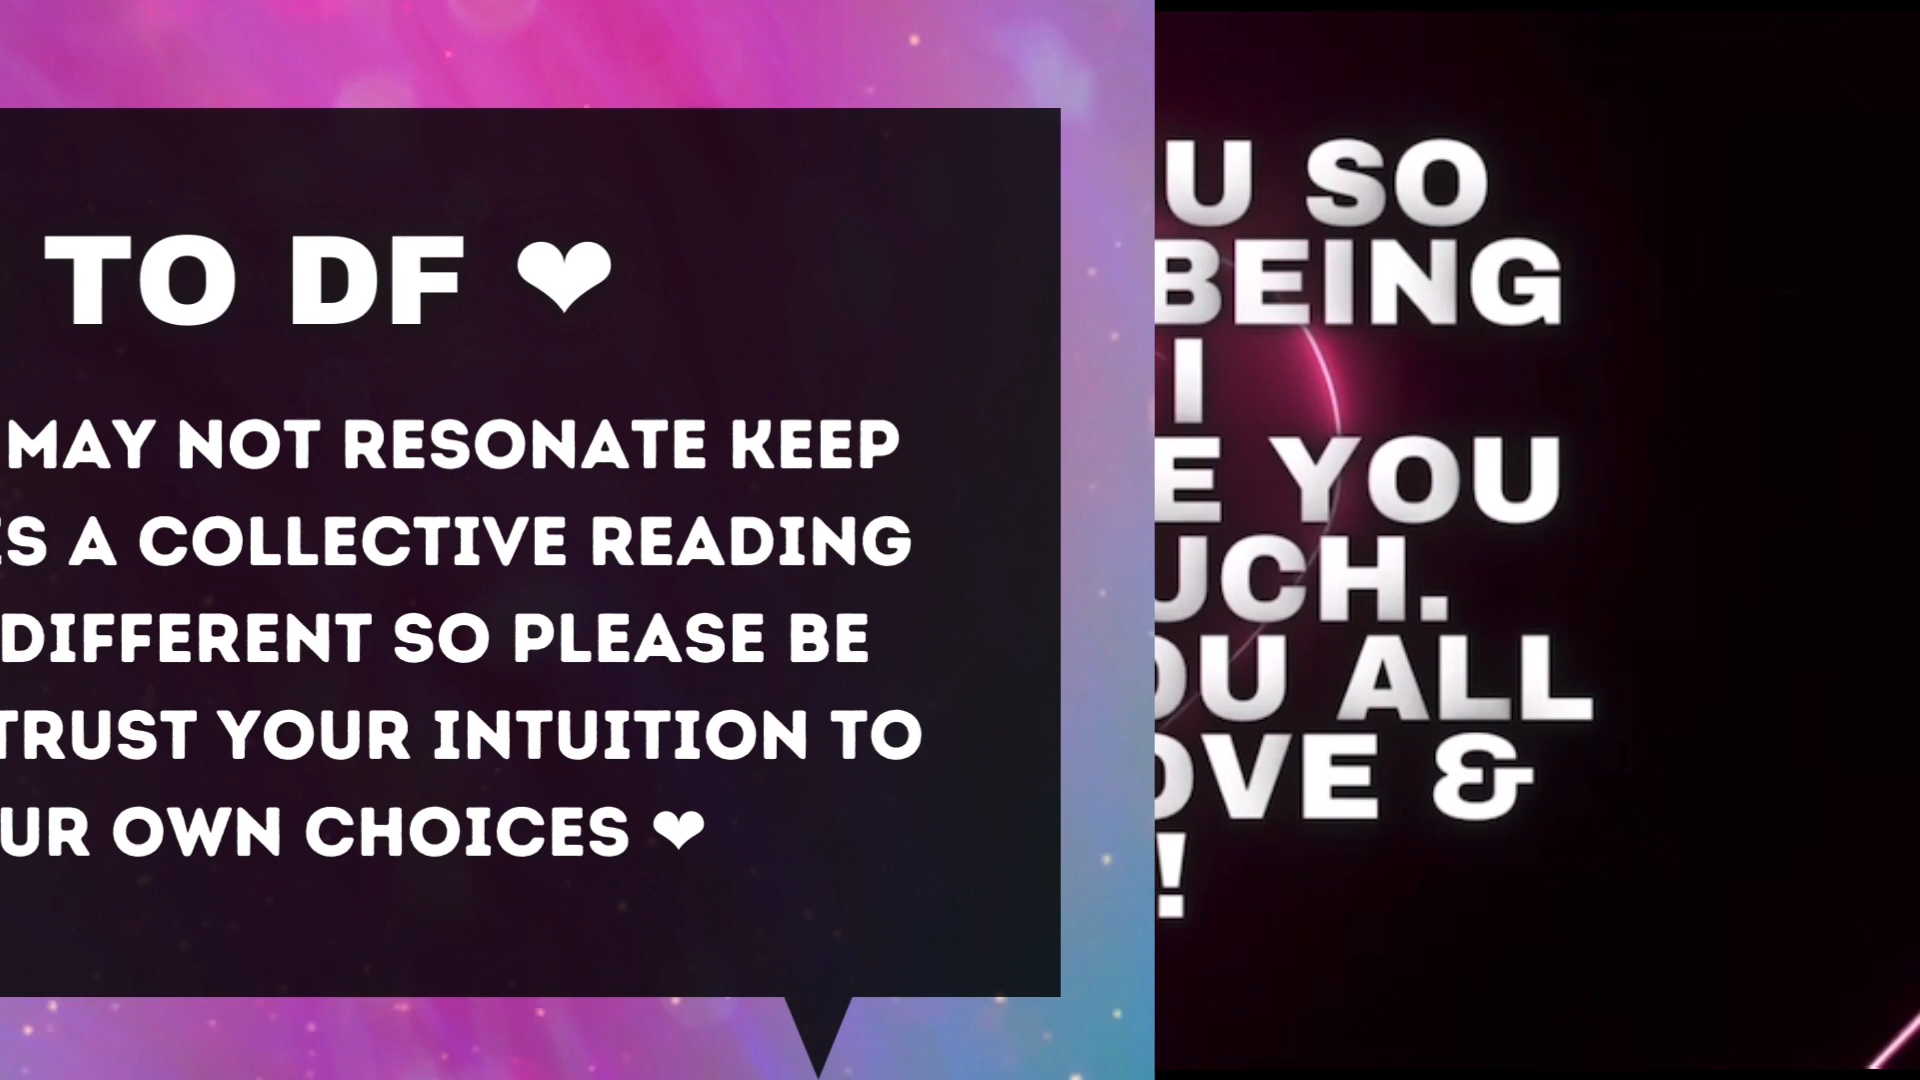 TO DF ❤
MAY NOT RESONATE KEEP
IS A COLLECTIVE READING
DIFFERENT SO PLEASE BE
TRUST YOUR INTUITION TO
UR OWN CHOICES ❤
U SO
BEING
I
E YOU
UCH.
OU ALL
OVE &
!